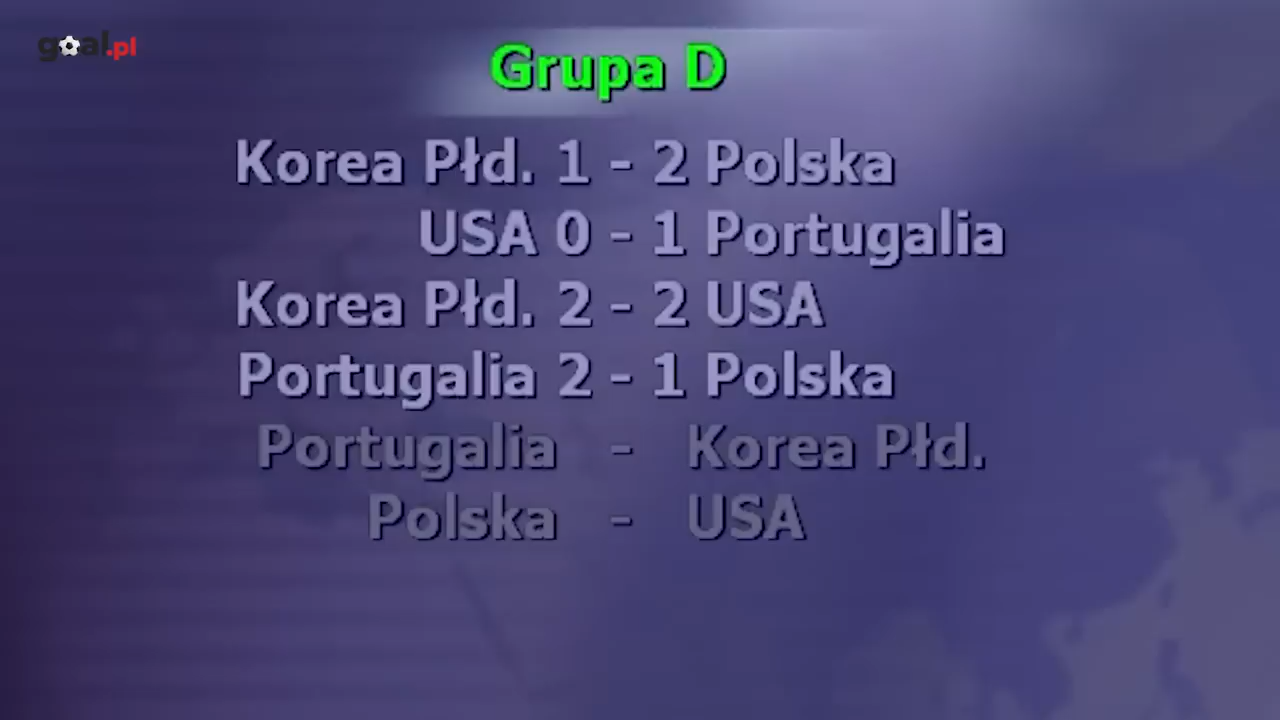 goal.pl
Grupa D
Korea Płd. 1 - 2 Polska
USA 0 - 1 Portugalia
Korea Płd. 2 - 2 USA
Portugalia 2 - 1 Polska
Portugalia - Korea Płd.
Polska - USA